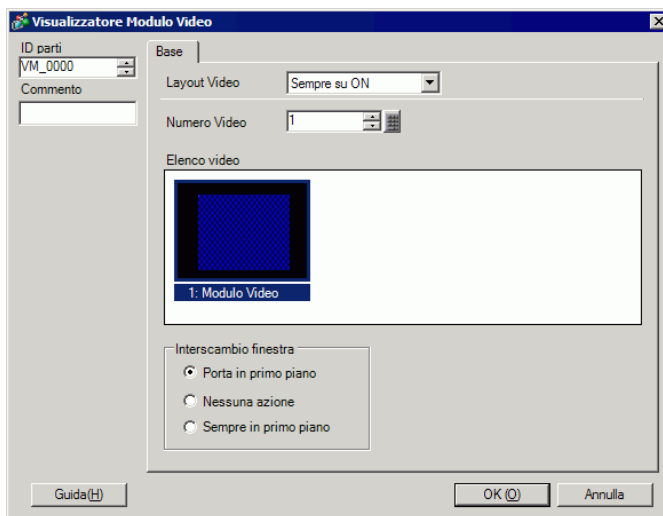 Visualizzatore Modulo Video
ID parti
VM_0000
Commento
Base
Layout Video
Sempre su ON
Numero Video
1
Elenco video
1: Modulo Video
Interscambio finestra
Porta in primo piano
Nessuna azione
Sempre in primo piano
Guida(H)
OK (O)
Annulla